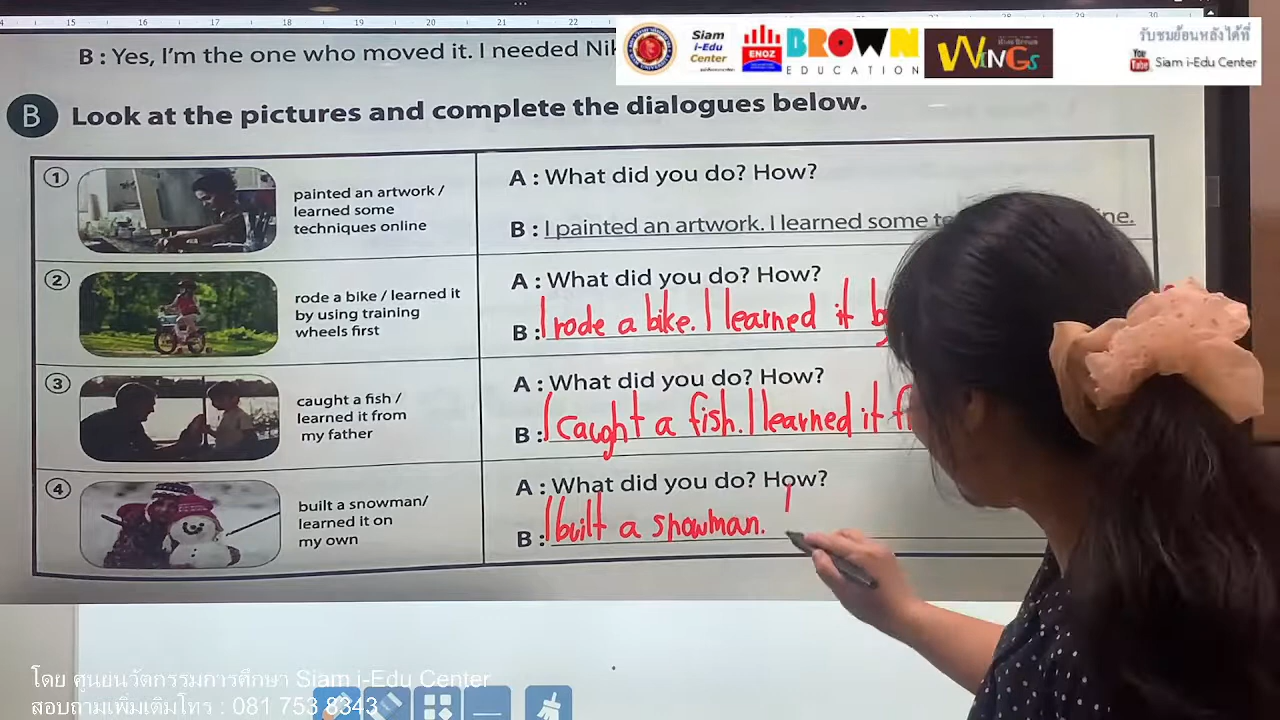 B : Yes, I'm the one who moved it. I needed
Siam
i-Edu
Center
ENOZ
BROWN
EDUCATION
WINGS
รับชมย้อนหลังได้ที่
You
Tube
Siam i-Edu Center
B Look at the pictures and complete the dialogues below.
1
painted an artwork /
learned some
techniques online
A : What did you do? How?
B : I painted an artwork. I learned some
2
rode a bike / learned it
by using training
wheels first
A : What did you do? How?
B : I rode a bike. I learned it
3
caught a fish /
learned it from
my father
A : What did you do? How?
B : I caught a fish. I learned it
4
built a snowman/
learned it on
my own
A : What did you do? How?
B : I built a snowman. I
โดย ศูนยนวัตกรรมการศึกษา Siam i-Edu Center
สอบถามเพิ่มเติมโทร : 081 753 8343